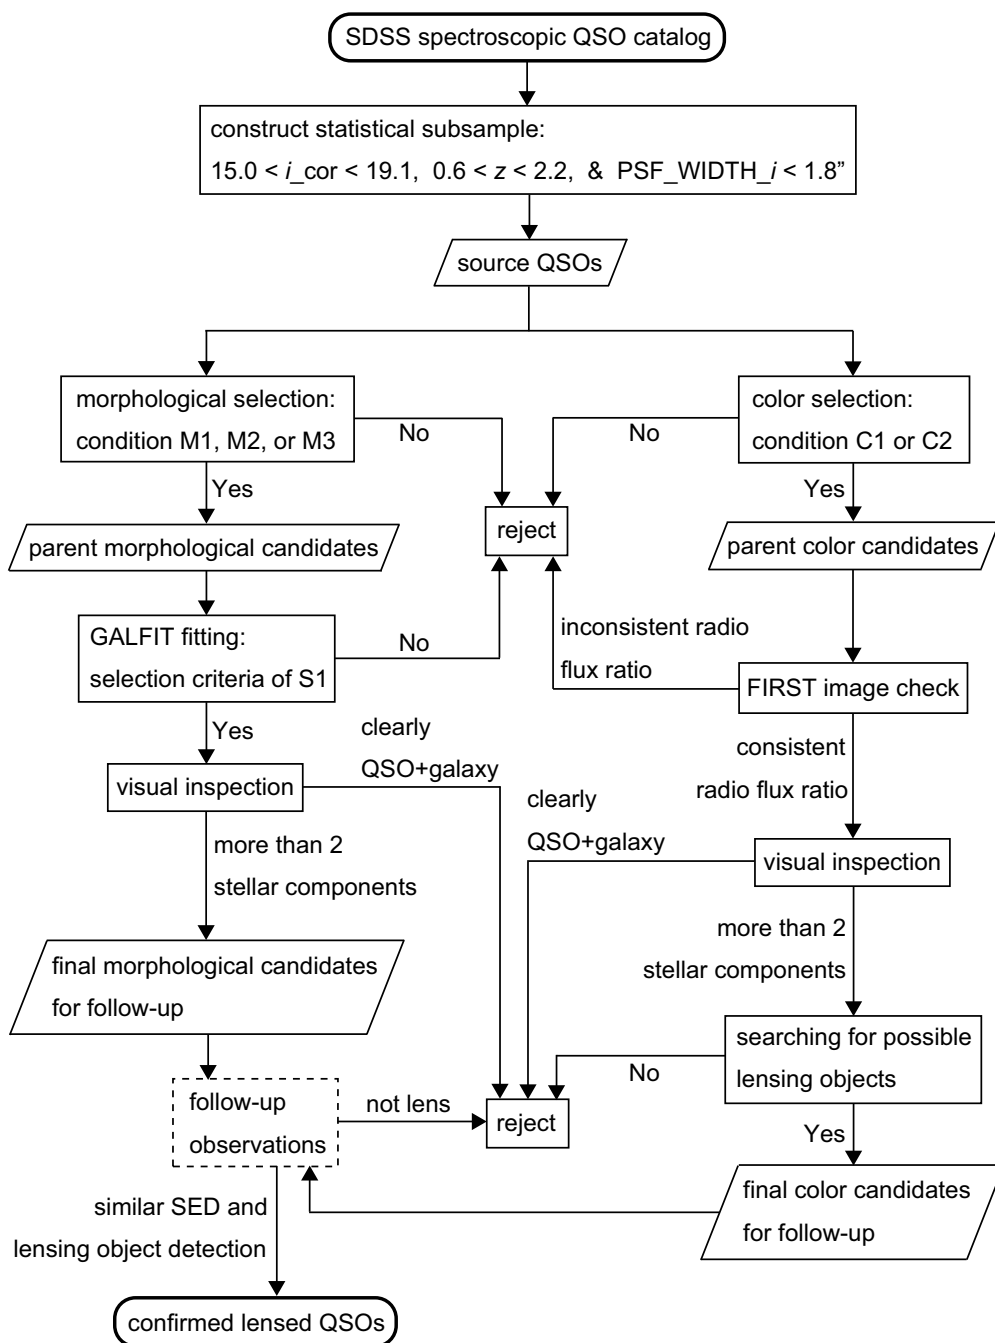 SDSS spectroscopic QSO catalog
construct statistical subsample:
15.0 < i_cor < 19.1, 0.6 < z < 2.2, & PSF_WIDTH_i < 1.8”
source QSOs
morphological selection:
condition M1, M2, or M3
No
Yes
parent morphological candidates
GALFIT fitting:
selection criteria of S1
No
Yes
visual inspection
clearly
QSO+galaxy
more than 2
stellar components
final morphological candidates
for follow-up
follow-up
observations
not lens
similar SED and
lensing object detection
confirmed lensed QSOs
reject
color selection:
condition C1 or C2
No
Yes
parent color candidates
inconsistent radio
flux ratio
FIRST image check
consistent
radio flux ratio
clearly
QSO+galaxy
visual inspection
more than 2
stellar components
searching for possible
lensing objects
No
reject
Yes
final color candidates
for follow-up